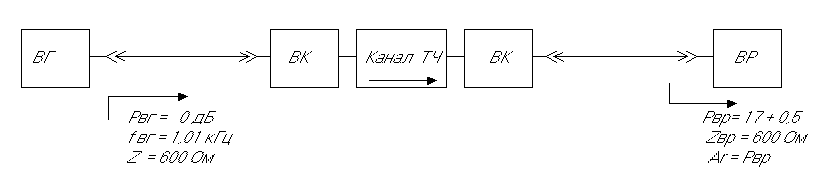 ВГ
ВК
Канал ТЧ
ВК
ВР
Рвг = 0 дБ
fвг = 1,01 кГц
Z = 600 Ом
Рвр= 17 + 0,5
Zвр = 600 Ом
Аr = Рвр